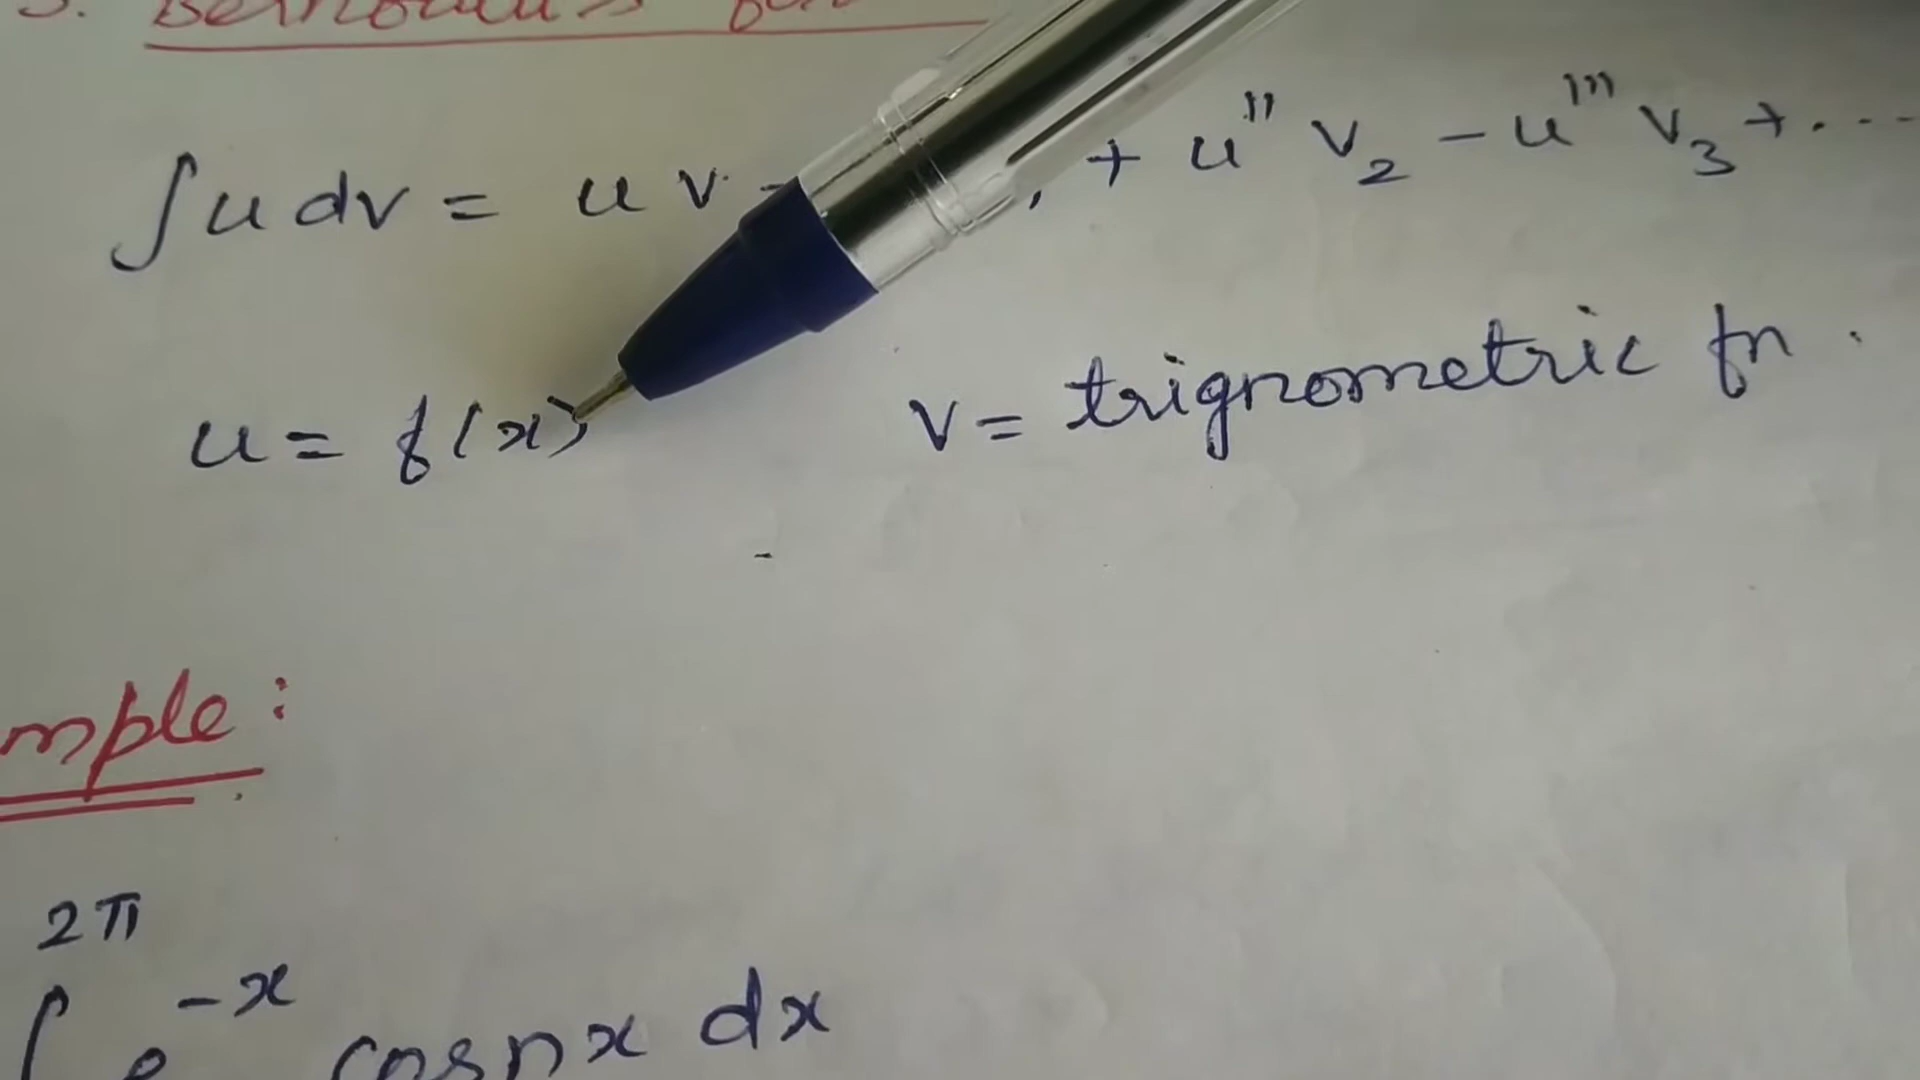 ∫ u dv = u v - , + u'' v₂ - u''' v₃ + ....
u = f(x) v = trignometric fn .
mple :
2π
∫ e^-x cosnx dx